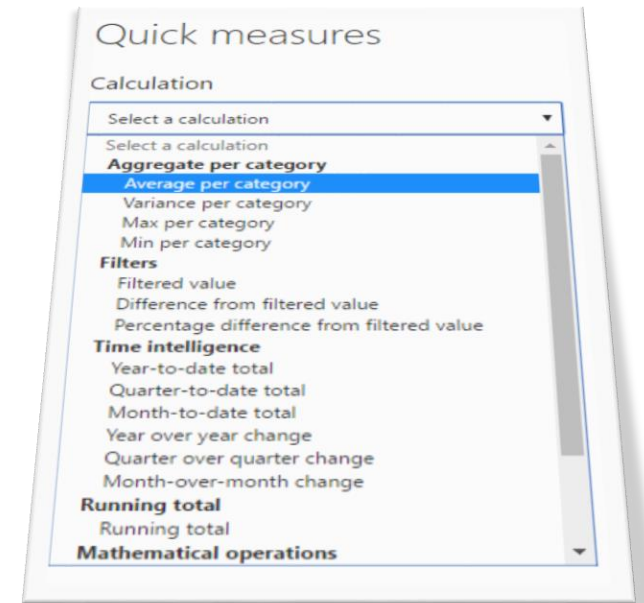 Quick measures
Calculation
Select a calculation
Select a calculation
Aggregate per category
Average per category
Variance per category
Max per category
Min per category
Filters
Filtered value
Difference from filtered value
Percentage difference from filtered value
Time intelligence
Year-to-date total
Quarter-to-date total
Month-to-date total
Year over year change
Quarter over quarter change
Month-over-month change
Running total
Running total
Mathematical operations